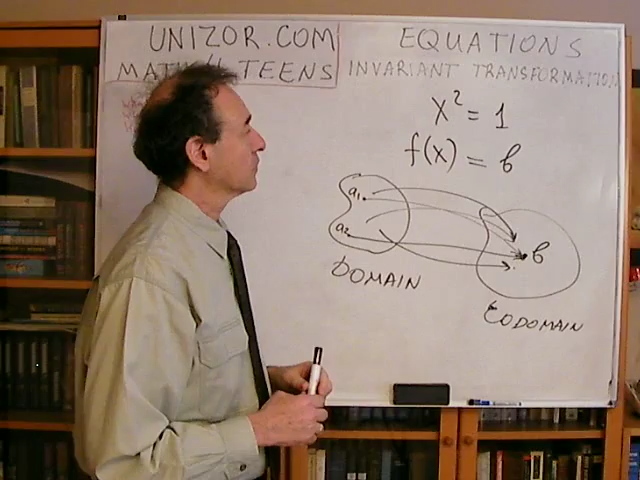 UNIZOR.COM
MATH 4 TEENS
EQUATIONS
INVARIANT TRANSFORMATION
x² = 1
f(x) = b
a₁
a₂
b
DOMAIN
CODOMAIN